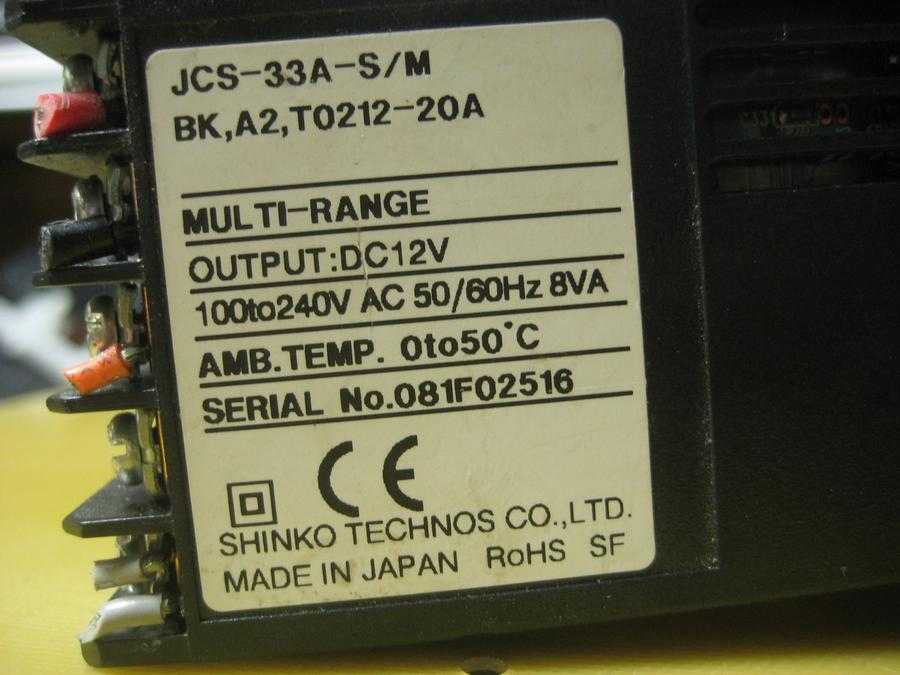 JCS-33A-S/M
BK,A2,T0212-20A
MULTI-RANGE
OUTPUT:DC12V
100to240V AC 50/60Hz 8VA
AMB.TEMP. 0to50°C
SERIAL No.081F02516
CE
SHINKO TECHNOS CO.,LTD.
MADE IN JAPAN RoHS SF